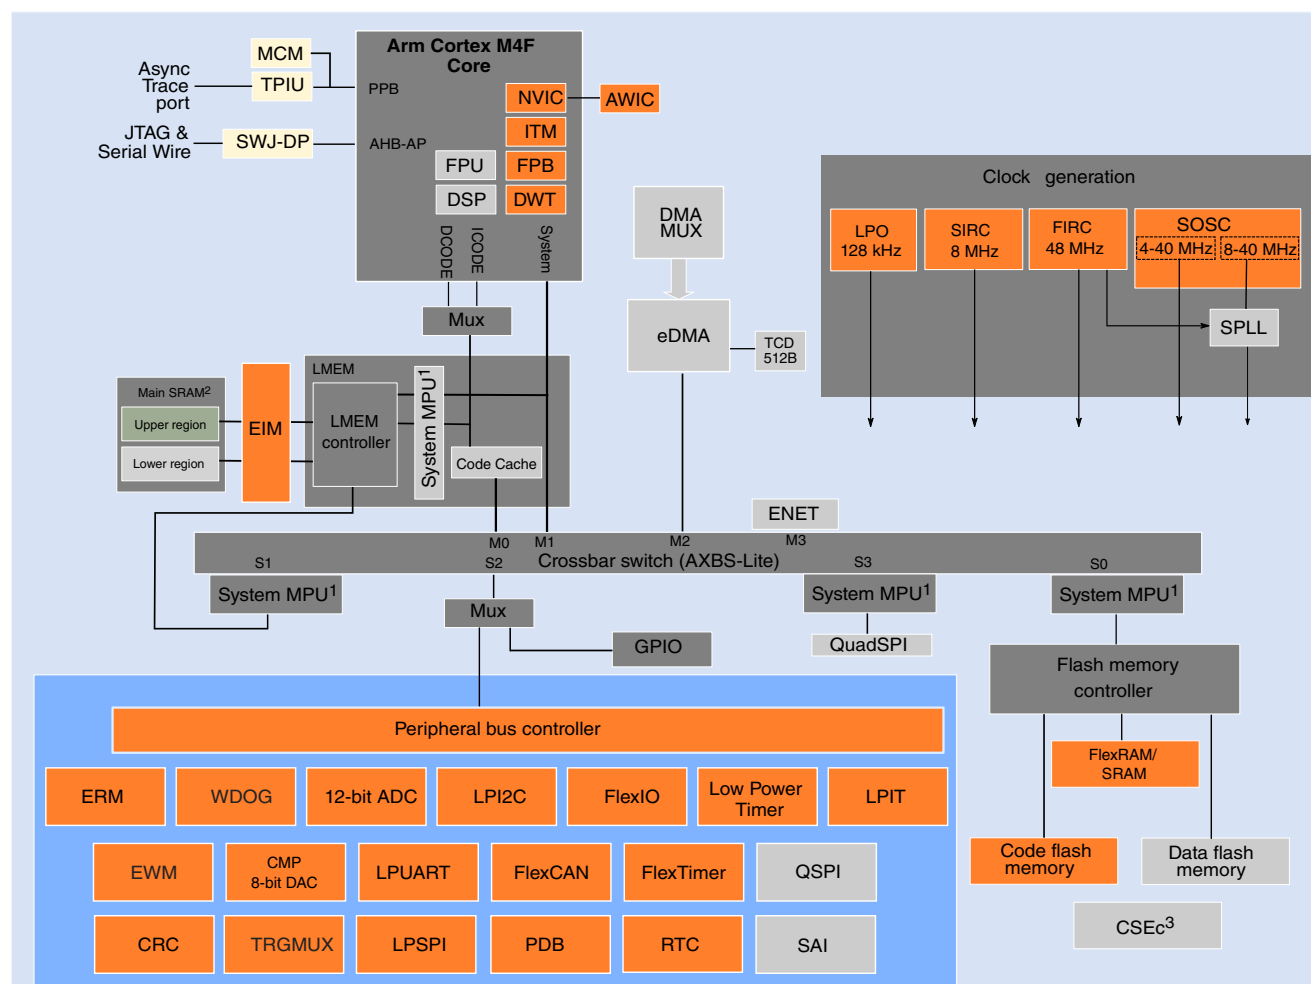 Arm Cortex M4F
Core
MCM
Async
Trace
port
TPIU
PPB
NVIC
AWIC
ITM
JTAG &
Serial Wire
SWJ-DP
AHB-AP
FPU
FPB
DSP
DWT
DCODE
ICODE
System
Mux
DMA
MUX
eDMA
TCD
512B
Clock generation
LPO
128 kHz
SIRC
8 MHz
FIRC
48 MHz
SOSC
4-40 MHz
8-40 MHz
SPLL
LMEM
Main SRAM2
Upper region
Lower region
EIM
LMEM
controller
System MPU1
Code Cache
ENET
M0
M1
M2
M3
Crossbar switch (AXBS-Lite)
S1
S2
S3
S0
System MPU1
System MPU1
System MPU1
Mux
GPIO
QuadSPI
Flash memory
controller
Peripheral bus controller
FlexRAM/
SRAM
ERM
WDOG
12-bit ADC
LPI2C
FlexIO
Low Power
Timer
LPIT
Code flash
memory
Data flash
memory
EWM
CMP
8-bit DAC
LPUART
FlexCAN
FlexTimer
QSPI
CSEc3
CRC
TRGMUX
LPSPI
PDB
RTC
SAI